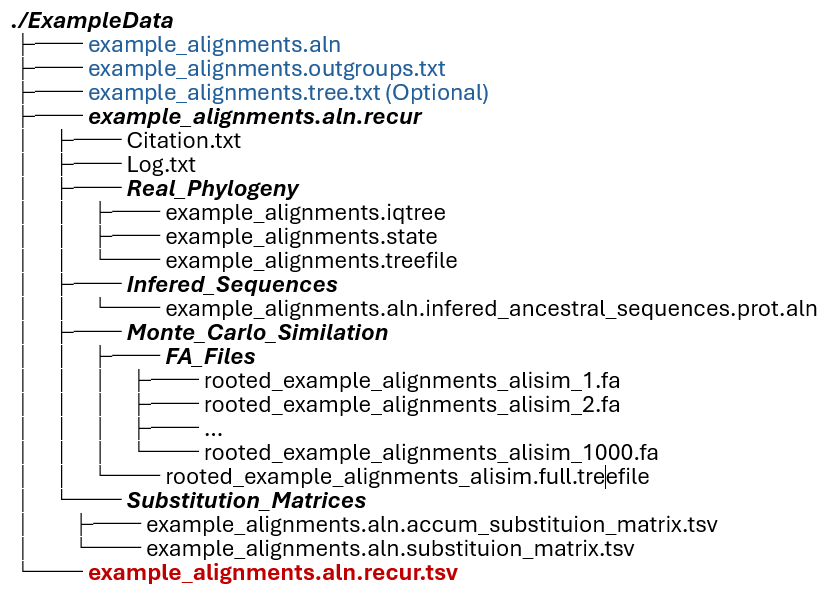 ./ExampleData
example_alignments.aln
example_alignments.outgroups.txt
example_alignments.tree.txt (Optional)
example_alignments.aln.recur
Citation.txt
Log.txt
Real_Phylogeny
example_alignments.iqtree
example_alignments.state
example_alignments.treefile
Infered_Sequences
example_alignments.aln.infered_ancestral_sequences.prot.aln
Monte_Carlo_Similation
FA_Files
rooted_example_alignments_alisim_1.fa
rooted_example_alignments_alisim_2.fa
...
rooted_example_alignments_alisim_1000.fa
rooted_example_alignments_alisim.full.treefile
Substitution_Matrices
example_alignments.aln.accum_substituion_matrix.tsv
example_alignments.aln.substituion_matrix.tsv
example_alignments.aln.recur.tsv